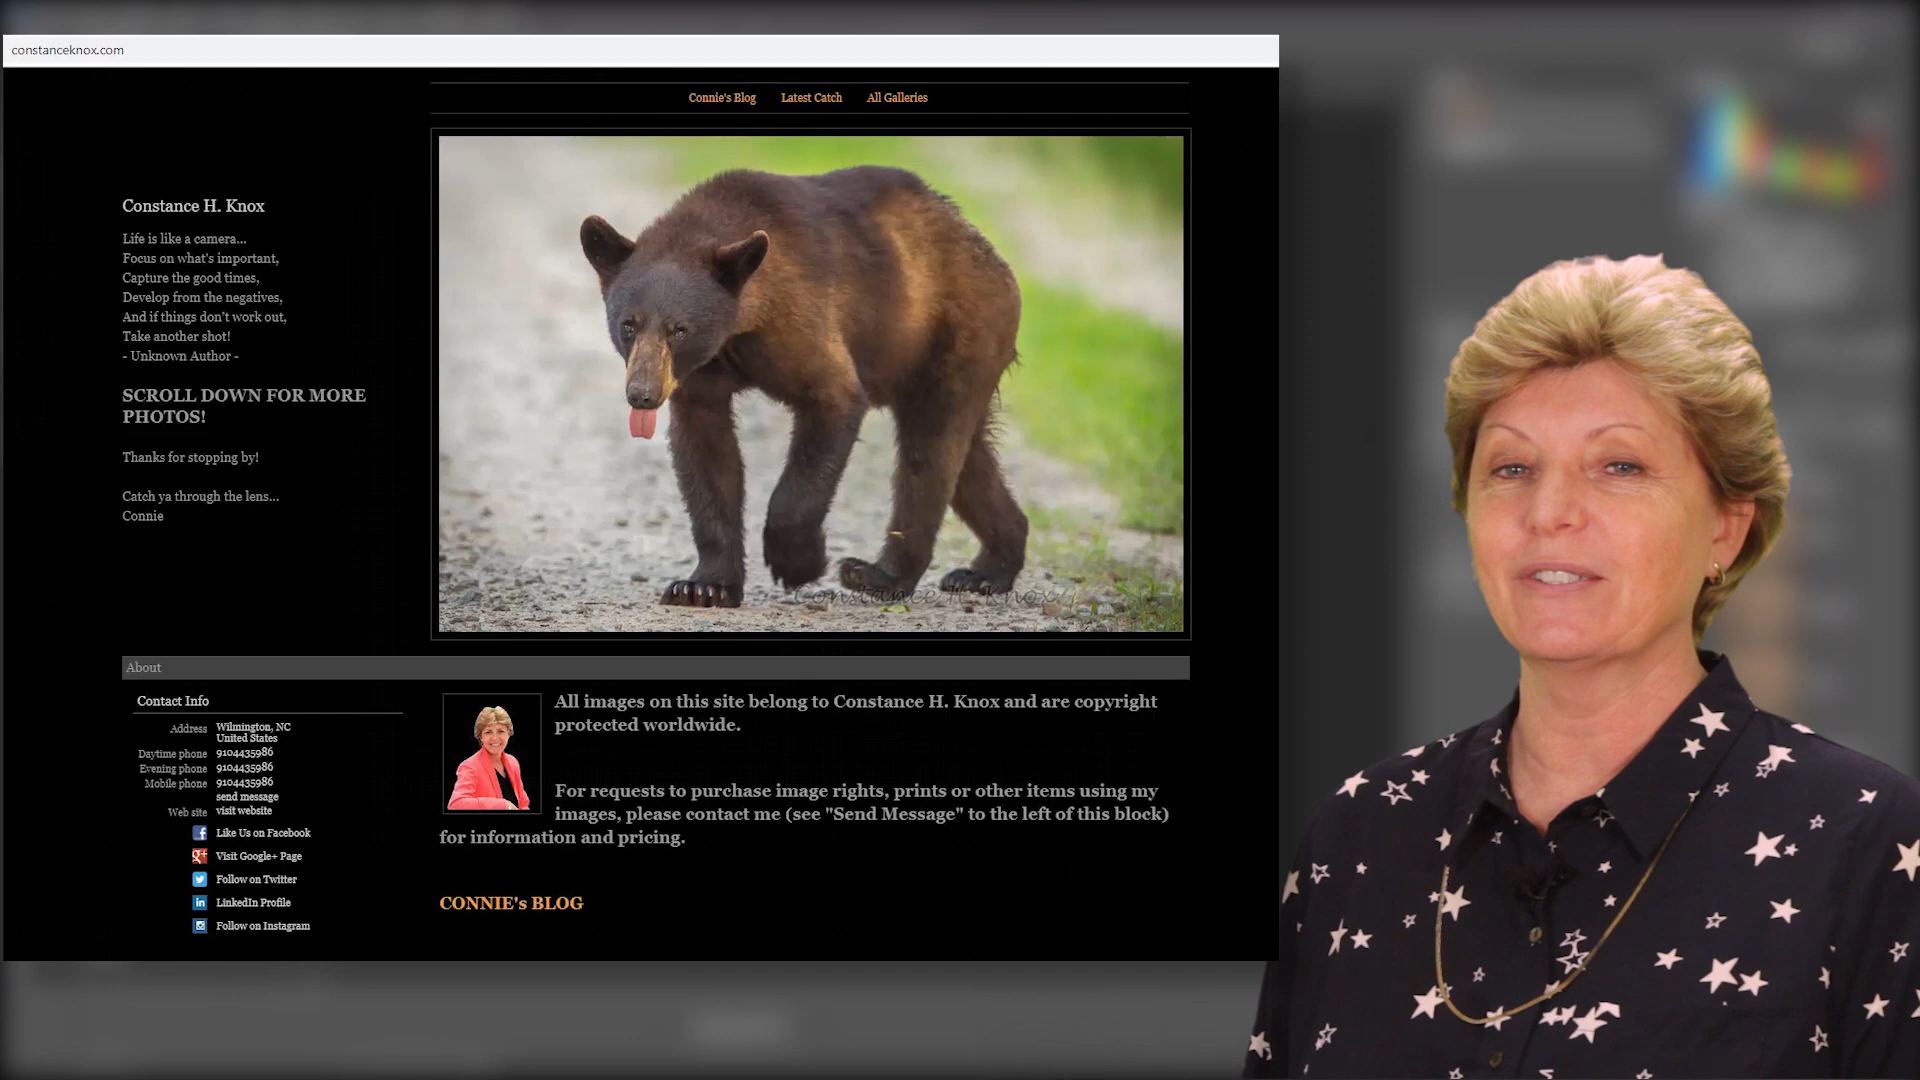 constanceknox.com
Connie's Blog
Latest Catch
All Galleries
Constance H. Knox
Life is like a camera...
Focus on what's important,
Capture the good times,
Develop from the negatives,
And if things don't work out,
Take another shot!
- Unknown Author -
SCROLL DOWN FOR MORE
PHOTOS!
Thanks for stopping by!
Catch ya through the lens...
Connie
Constance H. Knox
About
Contact Info
Address Wilmington, NC
United States
Daytime phone 9104435986
Evening phone 9104435986
Mobile phone 9104435986
send message
Web site visit website
Like Us on Facebook
Visit Google+ Page
Follow on Twitter
LinkedIn Profile
Follow on Instagram
All images on this site belong to Constance H. Knox and are copyright
protected worldwide.
For requests to purchase image rights, prints or other items using my
images, please contact me (see "Send Message" to the left of this block)
for information and pricing.
CONNIE's BLOG